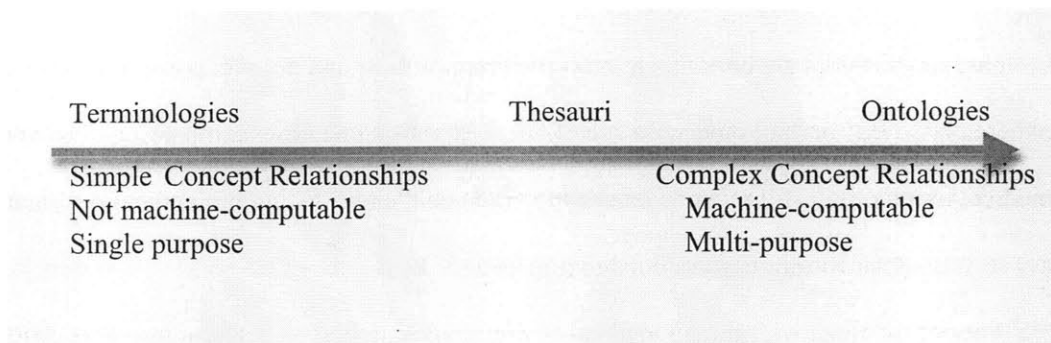 Terminologies Thesauri Ontologies
Simple Concept Relationships Complex Concept Relationships
Not machine-computable Machine-computable
Single purpose Multi-purpose